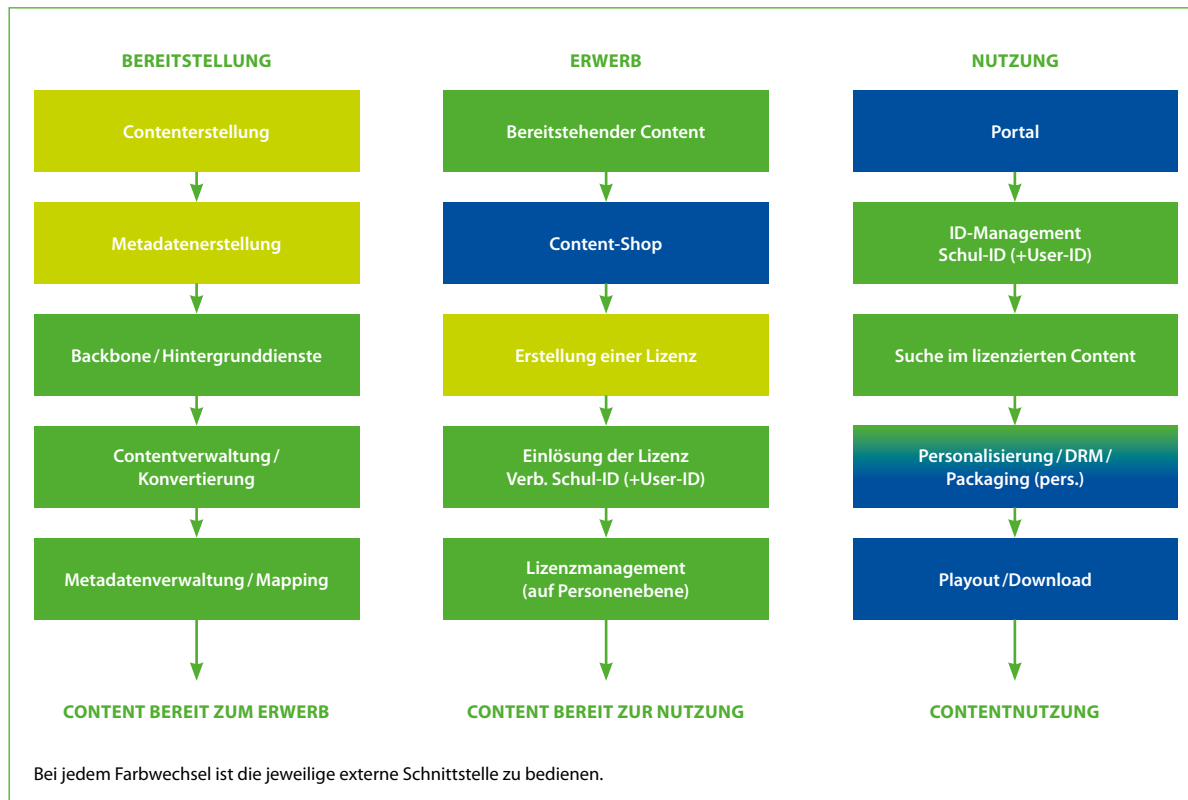 BEREITSTELLUNG
Contenterstellung
Metadatenerstellung
Backbone / Hintergrunddienste
Contentverwaltung /
Konvertierung
Metadatenverwaltung / Mapping
CONTENT BEREIT ZUM ERWERB
ERWERB
Bereitstehender Content
Content-Shop
Erstellung einer Lizenz
Einlösung der Lizenz
Verb. Schul-ID (+User-ID)
Lizenzmanagement
(auf Personenebene)
CONTENT BEREIT ZUR NUTZUNG
NUTZUNG
Portal
ID-Management
Schul-ID (+User-ID)
Suche im lizenzierten Content
Personalisierung / DRM /
Packaging (pers.)
Playout /Download
CONTENTNUTZUNG
Bei jedem Farbwechsel ist die jeweilige externe Schnittstelle zu bedienen.